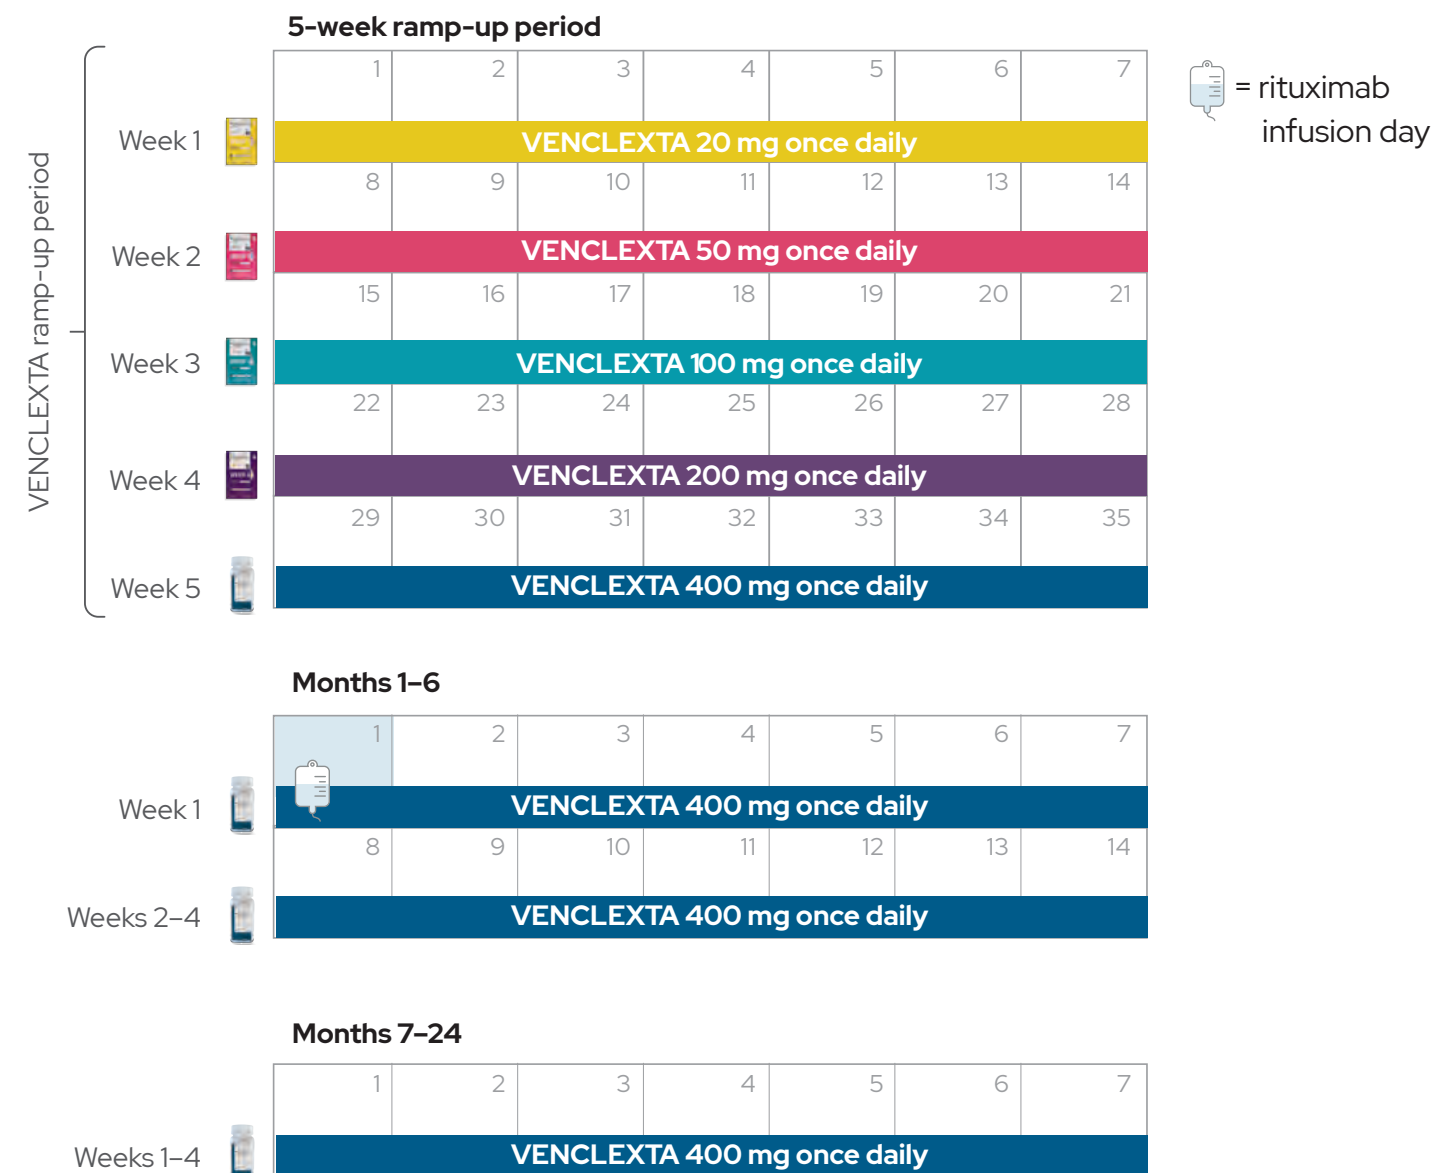 5-week ramp-up period
1 2 3 4 5 6 7
= rituximab
infusion day
VENCLEXTA ramp-up period
Week 1
VENCLEXTA 20 mg once daily
8 9 10 11 12 13 14
Week 2
VENCLEXTA 50 mg once daily
15 16 17 18 19 20 21
Week 3
VENCLEXTA 100 mg once daily
22 23 24 25 26 27 28
Week 4
VENCLEXTA 200 mg once daily
29 30 31 32 33 34 35
Week 5
VENCLEXTA 400 mg once daily
Months 1–6
1 2 3 4 5 6 7
Week 1
VENCLEXTA 400 mg once daily
8 9 10 11 12 13 14
Weeks 2–4
VENCLEXTA 400 mg once daily
Months 7–24
1 2 3 4 5 6 7
Weeks 1–4
VENCLEXTA 400 mg once daily